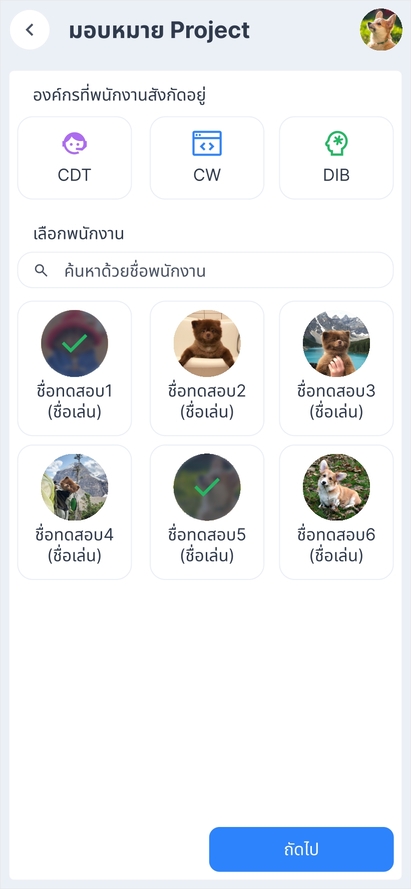 มอบหมาย Project
องค์กรที่พนักงานสังกัดอยู่
CDT
CW
DIB
เลือกพนักงาน
ค้นหาด้วยชื่อพนักงาน
ชื่อทดสอบ1
(ชื่อเล่น)
ชื่อทดสอบ2
(ชื่อเล่น)
ชื่อทดสอบ3
(ชื่อเล่น)
ชื่อทดสอบ4
(ชื่อเล่น)
ชื่อทดสอบ5
(ชื่อเล่น)
ชื่อทดสอบ6
(ชื่อเล่น)
ถัดไป